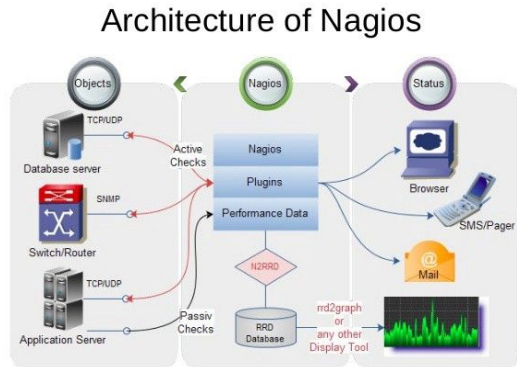 Architecture of Nagios
Objects
Nagios
Status
TCP/UDP
Database server
Active
Checks
SNMP
Switch/Router
TCP/UDP
Application Server
Passiv
Checks
Nagios
Plugins
Performance Data
N2RRD
RRD
Database
rrd2graph
or
any other
Display Tool
Browser
SMS/Pager
@
Mail